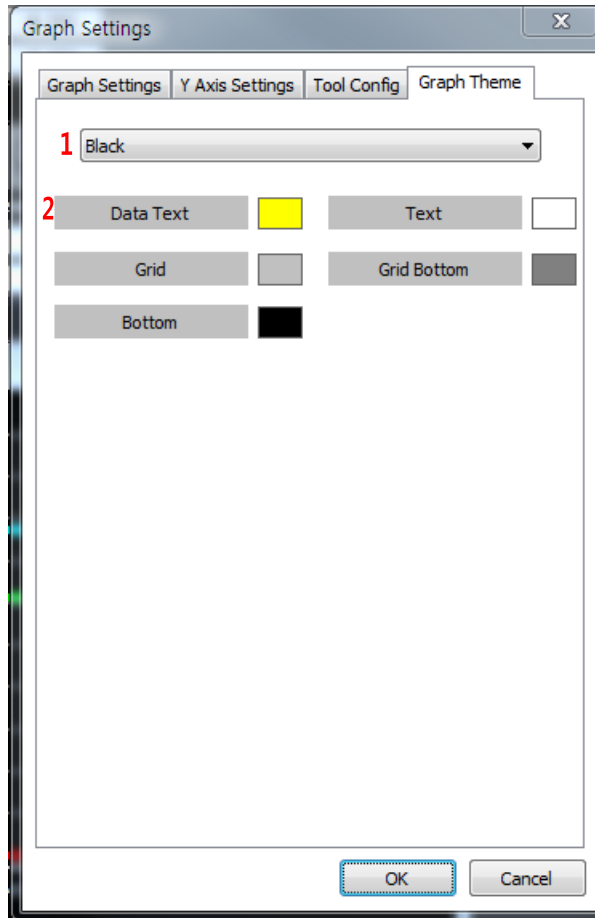 Graph Settings
Graph Settings Y Axis Settings Tool Config Graph Theme
1 Black
2 Data Text Text
Grid Grid Bottom
Bottom
OK Cancel